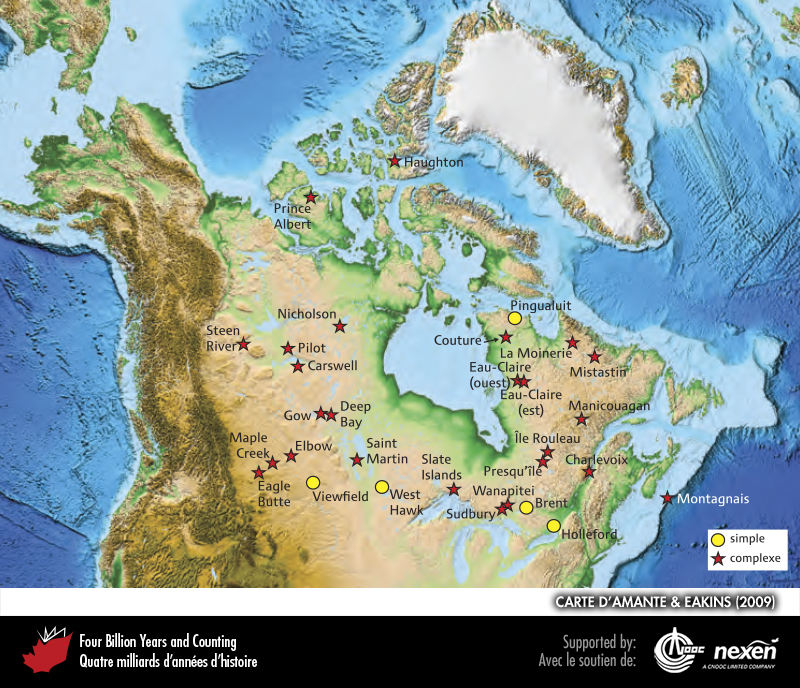 Haughton
Prince
Albert
Pingualuit
Nicholson
Steen
River
Pilot
Couture
La Moinerie
Carswell
Eau-Claire
(ouest)
Mistastin
Eau-Claire
(est)
Gow
Deep
Bay
Manicouagan
Maple
Creek
Elbow
Saint
Martin
Île Rouleau
Slate
Islands
Presqu'île
Charlevoix
Eagle
Butte
Viewfield
West
Hawk
Wanapitei
Brent
Montagnais
Sudbury
Holleford
simple
complexe
CARTE D'AMANTE & EAKINS (2009)
Four Billion Years and Counting
Quatre milliards d'années d'histoire
Supported by:
Avec le soutien de:
CNOOC
nexen
A CNOOC LIMITED COMPANY